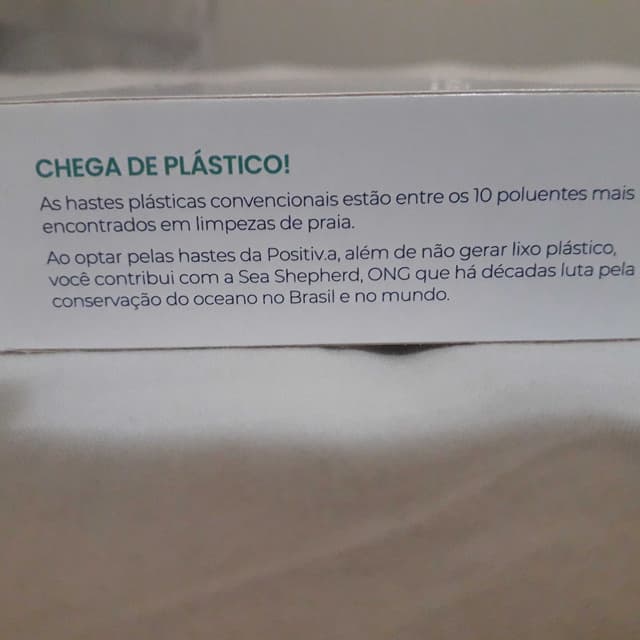 CHEGA DE PLÁSTICO!
As hastes plásticas convencionais estão entre os 10 poluentes mais
encontrados em limpezas de praia.
Ao optar pelas hastes da Positiv.a, além de não gerar lixo plástico,
você contribui com a Sea Shepherd, ONG que há décadas luta pela
conservação do oceano no Brasil e no mundo.